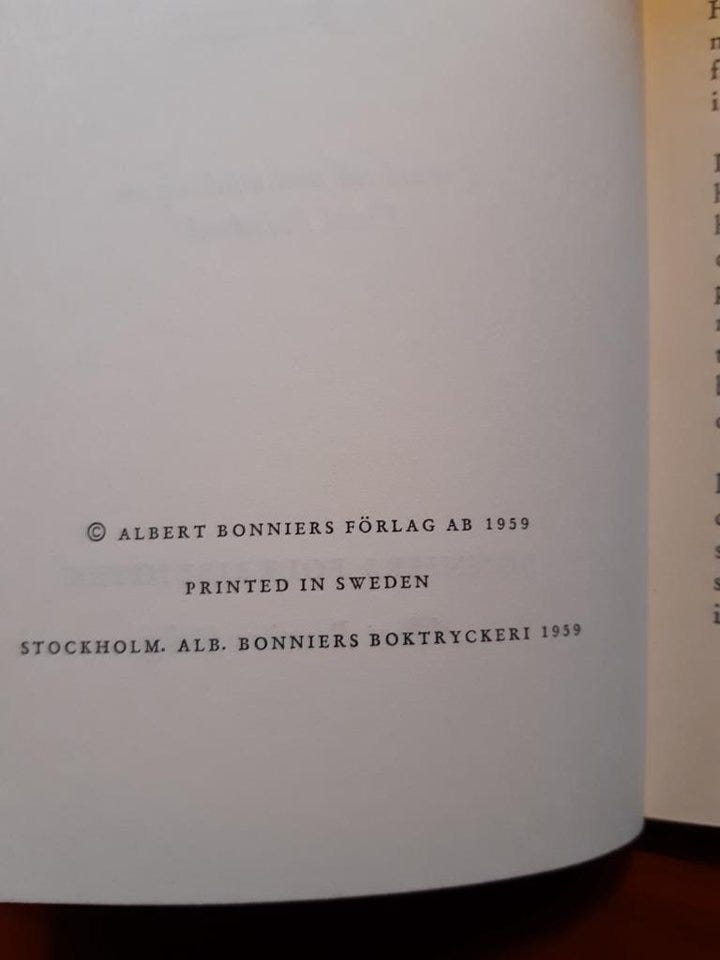 © ALBERT BONNIERS FÖRLAG AB 1959
PRINTED IN SWEDEN
STOCKHOLM. ALB. BONNIERS BOKTRYCKERI 1959